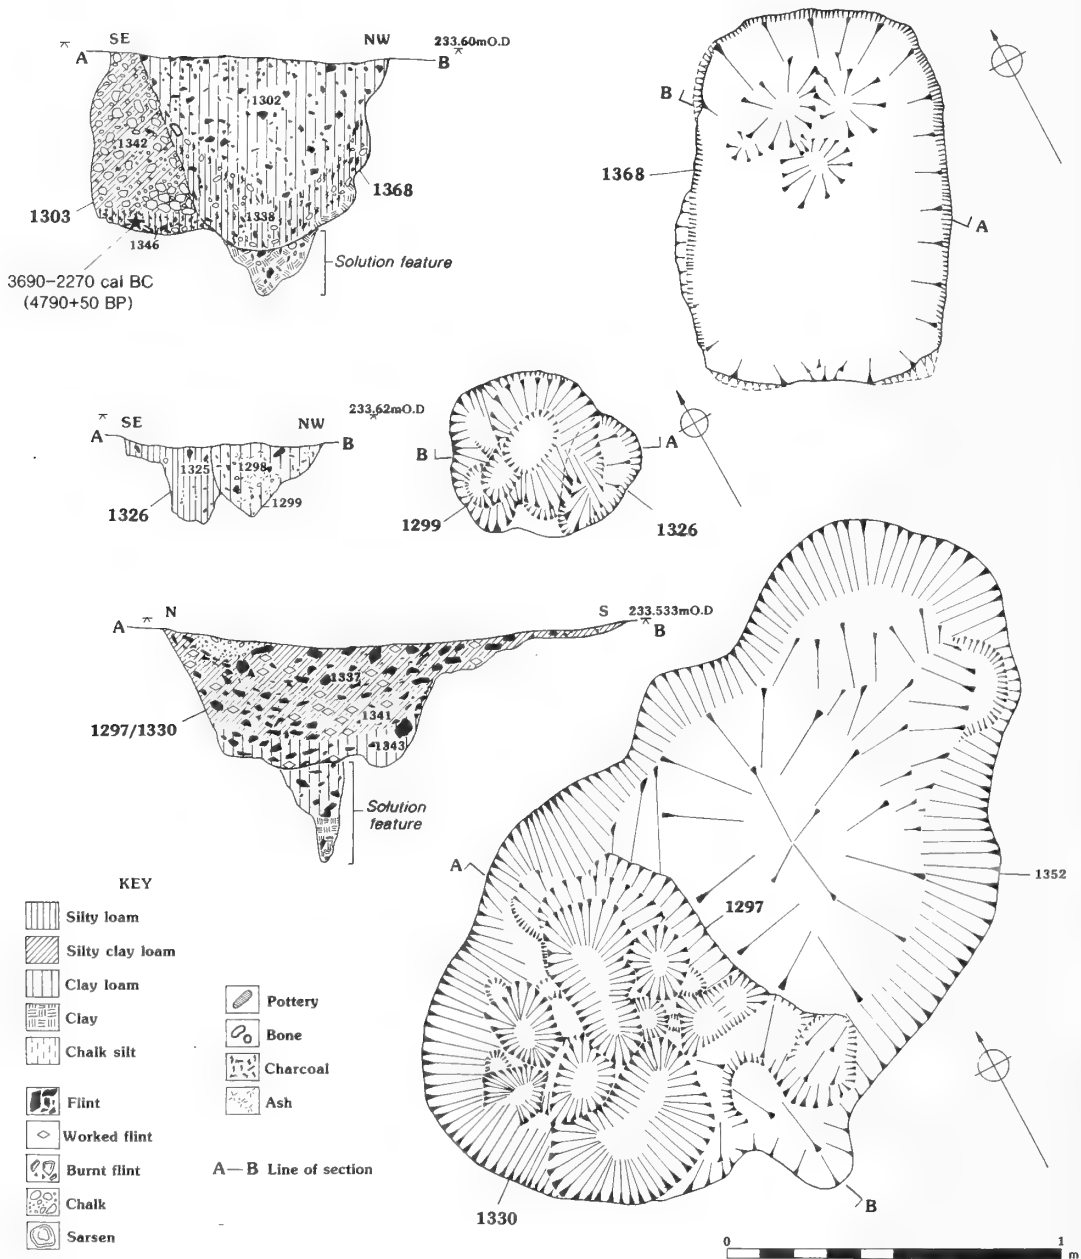 SE
NW
233.60m O.D
A
B
1302
1342
1368
1303
1338
1346
Solution feature
3690–2270 cal BC
(4790+50 BP)
B
1368
A
SE
NW
233.62m O.D
A
B
1325
1298
1299
1326
B
A
1299
1326
N
S
233.533m O.D
A
B
1337
1297/1330
1341
1343
Solution
feature
A
1352
1297
B
1330
KEY
Silty loam
Silty clay loam
Clay loam
Clay
Chalk silt
Flint
Worked flint
Burnt flint
Chalk
Sarsen
Pottery
Bone
Charcoal
Ash
A—B Line of section
0
1
m